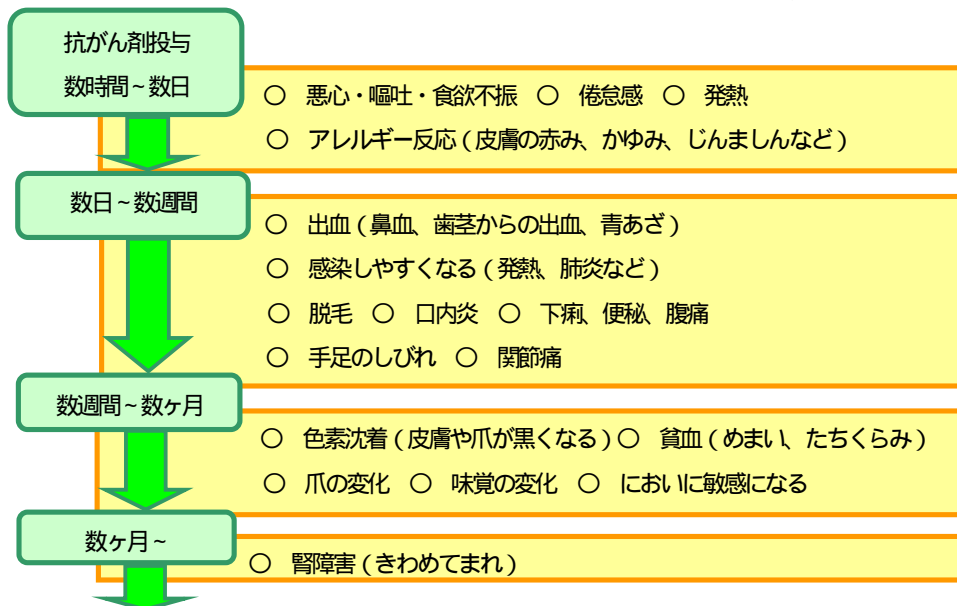 抗がん剤投与
数時間~数日
○ 悪心・嘔吐・食欲不振 ○ 倦怠感 ○ 発熱
○ アレルギー反応(皮膚の赤み、かゆみ、じんましんなど)
数日~数週間
○ 出血(鼻血、歯茎からの出血、青あざ)
○ 感染しやすくなる(発熱、肺炎など)
○ 脱毛 ○ 口内炎 ○ 下痢、便秘、腹痛
○ 手足のしびれ ○ 関節痛
数週間~数ヶ月
○ 色素沈着(皮膚や爪が黒くなる)○ 貧血(めまい、たちくらみ)
○ 爪の変化 ○ 味覚の変化 ○ においに敏感になる
数ヶ月~
○ 腎障害(きわめてまれ)